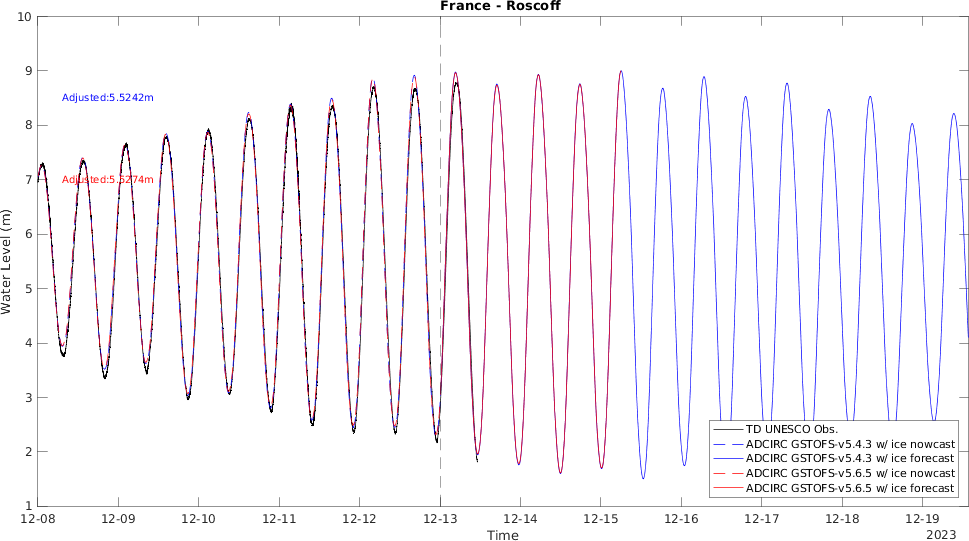 France - Roscoff
10
9
8
7
6
5
4
3
2
1
Water Level (m)
Adjusted:5.5242m
Adjusted:5.5274m
TD UNESCO Obs.
ADCIRC GSTOFS-v5.4.3 w/ ice nowcast
ADCIRC GSTOFS-v5.4.3 w/ ice forecast
ADCIRC GSTOFS-v5.6.5 w/ ice nowcast
ADCIRC GSTOFS-v5.6.5 w/ ice forecast
12-08 12-09 12-10 12-11 12-12 12-13 12-14 12-15 12-16 12-17 12-18 12-19
Time
2023